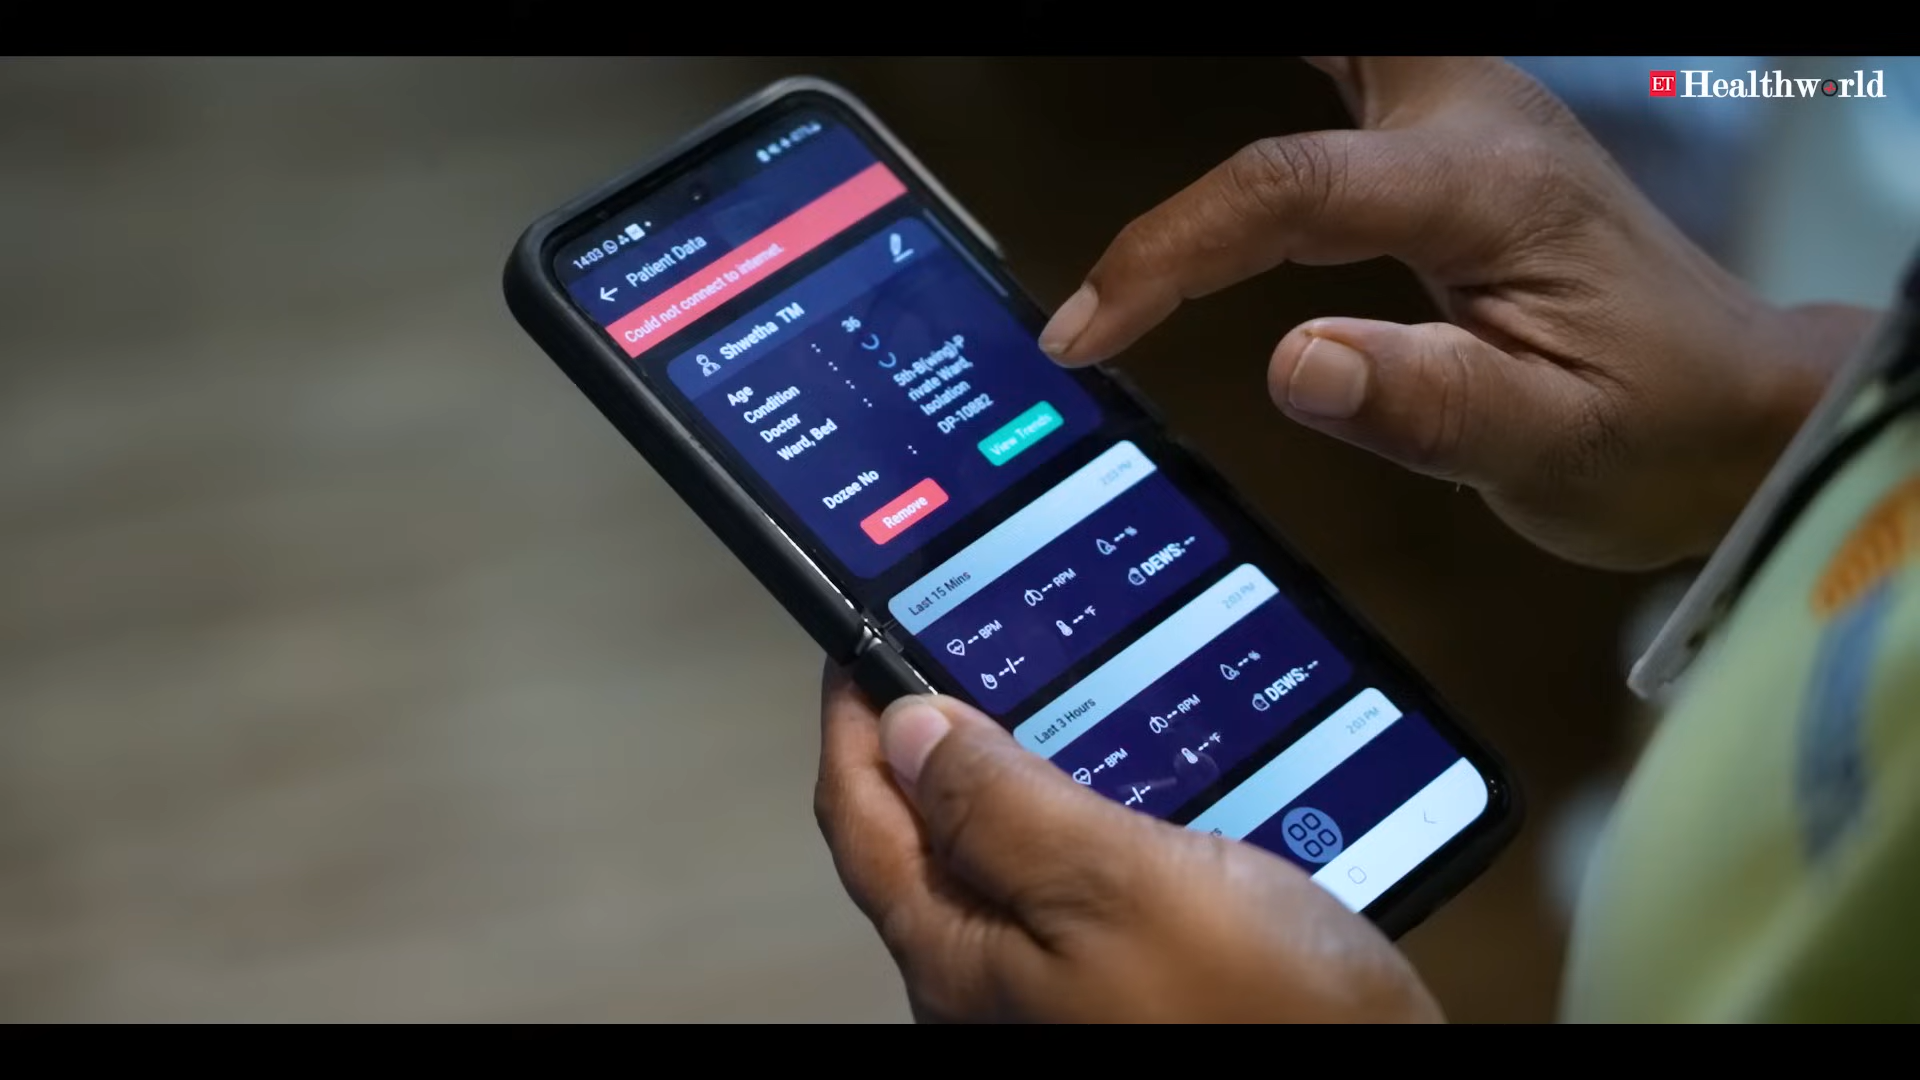 ET Healthworld
14:03
Patient Data
Could not connect to internet.
Shwetha TM
Age : 36
Condition :
Doctor :
Ward, Bed : 5th-B(wing)-P
rivate Ward,
Isolation
Dozee No : DP-10882
Remove View Trends
Last 15 Mins 2:03 PM
-- BPM -- RPM -- %
--/-- -- °F DEWS: --
Last 3 Hours 2:03 PM
-- BPM -- RPM -- %
--/-- -- °F DEWS: --
2:03 PM